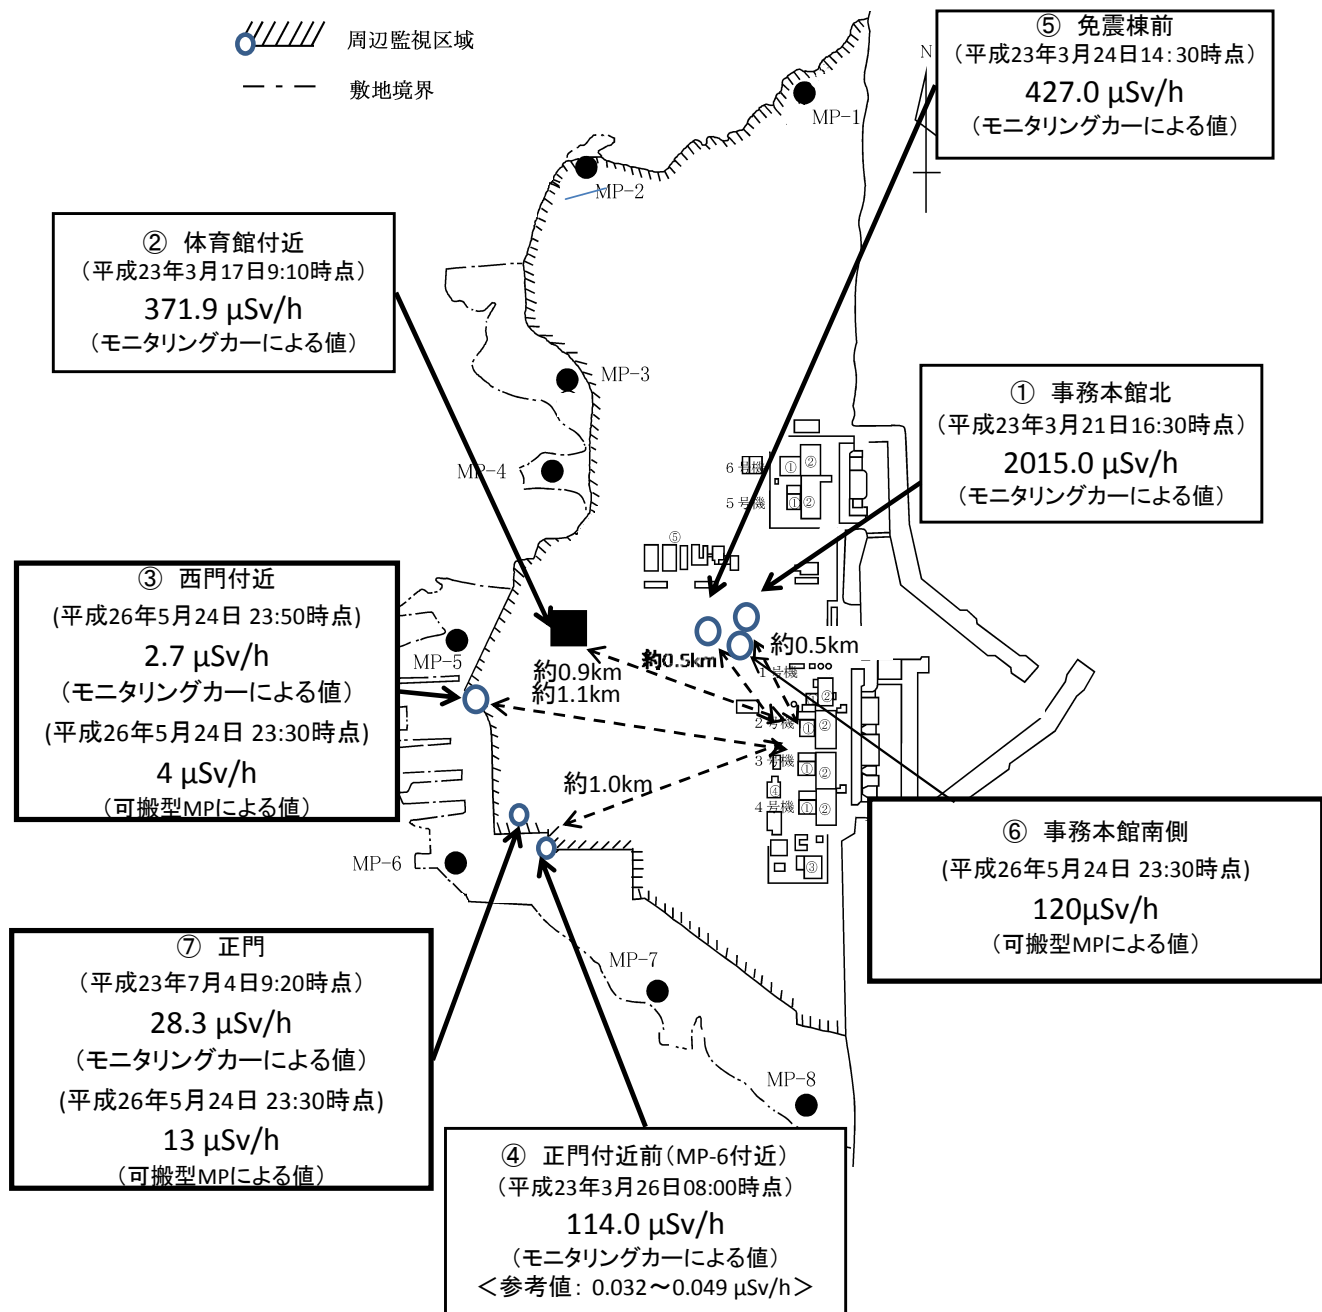 周辺監視区域
敷地境界
⑤ 免震棟前
（平成23年3月24日14：30時点）
427.0 µSv/h
（モニタリングカーによる値）
N
MP-1
MP-2
② 体育館付近
（平成23年3月17日9:10時点）
371.9 µSv/h
（モニタリングカーによる値）
MP-3
MP-4
① 事務本館北
（平成23年3月21日16:30時点）
2015.0 µSv/h
（モニタリングカーによる値）
6号機
① ②
5号機
① ②
⑤
③ 西門付近
(平成26年5月24日 23:50時点)
2.7 µSv/h
（モニタリングカーによる値）
(平成26年5月24日 23:30時点)
4 µSv/h
（可搬型MPによる値）
MP-5
約0.9km
約1.1km
約0.5km
約0.5km
1号機
②
2号機
① ②
3号機
① ②
④
4号機
① ②
③
約1.0km
MP-6
⑥ 事務本館南側
(平成26年5月24日 23:30時点)
120µSv/h
（可搬型MPによる値）
⑦ 正門
（平成23年7月4日9:20時点）
28.3 µSv/h
（モニタリングカーによる値）
(平成26年5月24日 23:30時点)
13 µSv/h
（可搬型MPによる値）
MP-7
MP-8
④ 正門付近前（MP-6付近）
（平成23年3月26日08:00時点）
114.0 µSv/h
（モニタリングカーによる値）
＜参考値： 0.032～0.049 µSv/h＞